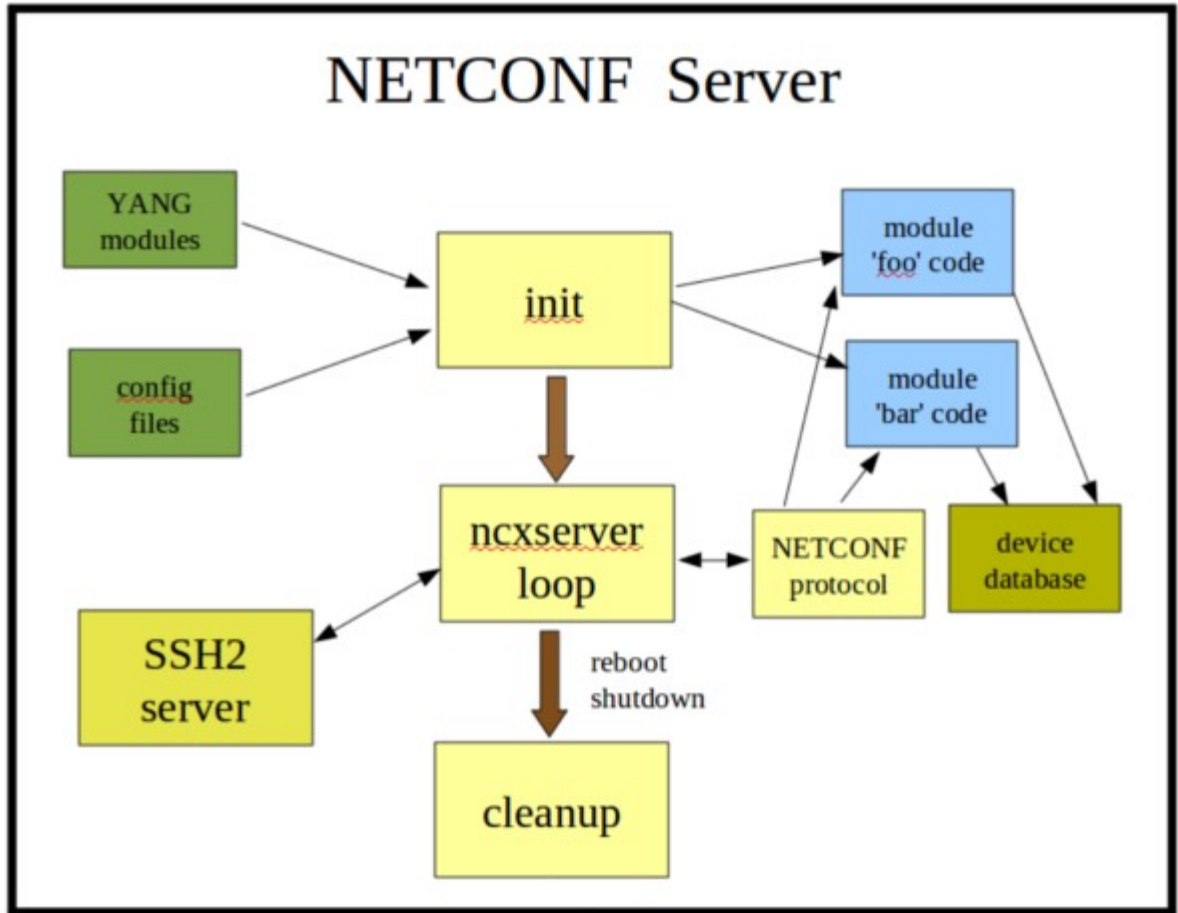 NETCONF Server
YANG
modules
config
files
init
module
'foo' code
module
'bar' code
ncxserver
loop
NETCONF
protocol
device
database
SSH2
server
reboot
shutdown
cleanup